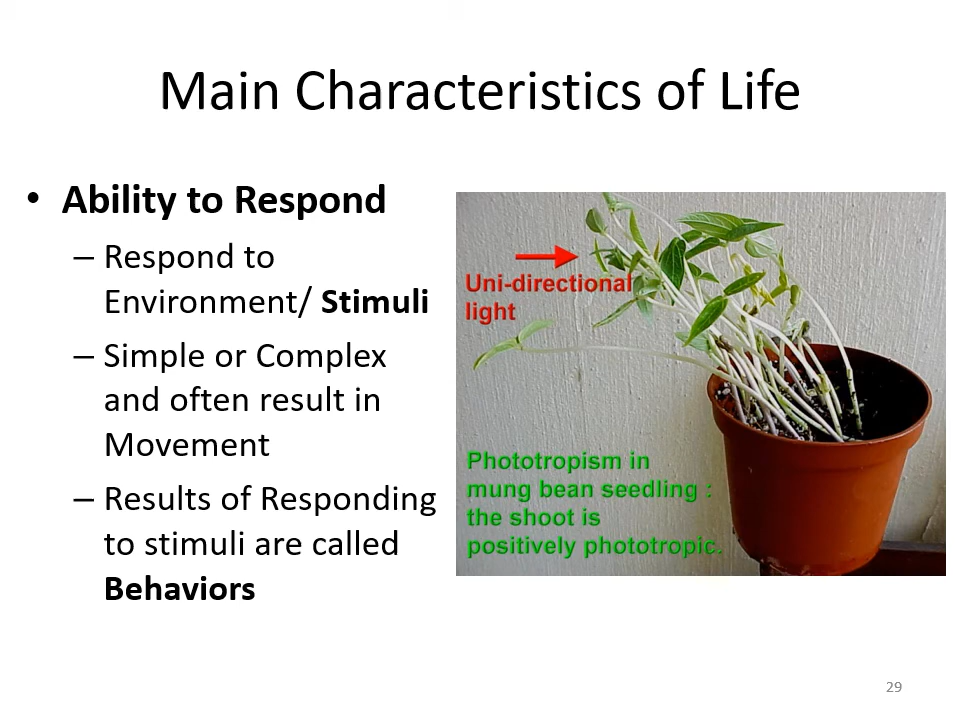 Main Characteristics of Life
• Ability to Respond
– Respond to
Environment/ Stimuli
– Simple or Complex
and often result in
Movement
– Results of Responding
to stimuli are called
Behaviors
Uni-directional
light
Phototropism in
mung bean seedling :
the shoot is
positively phototropic.
29